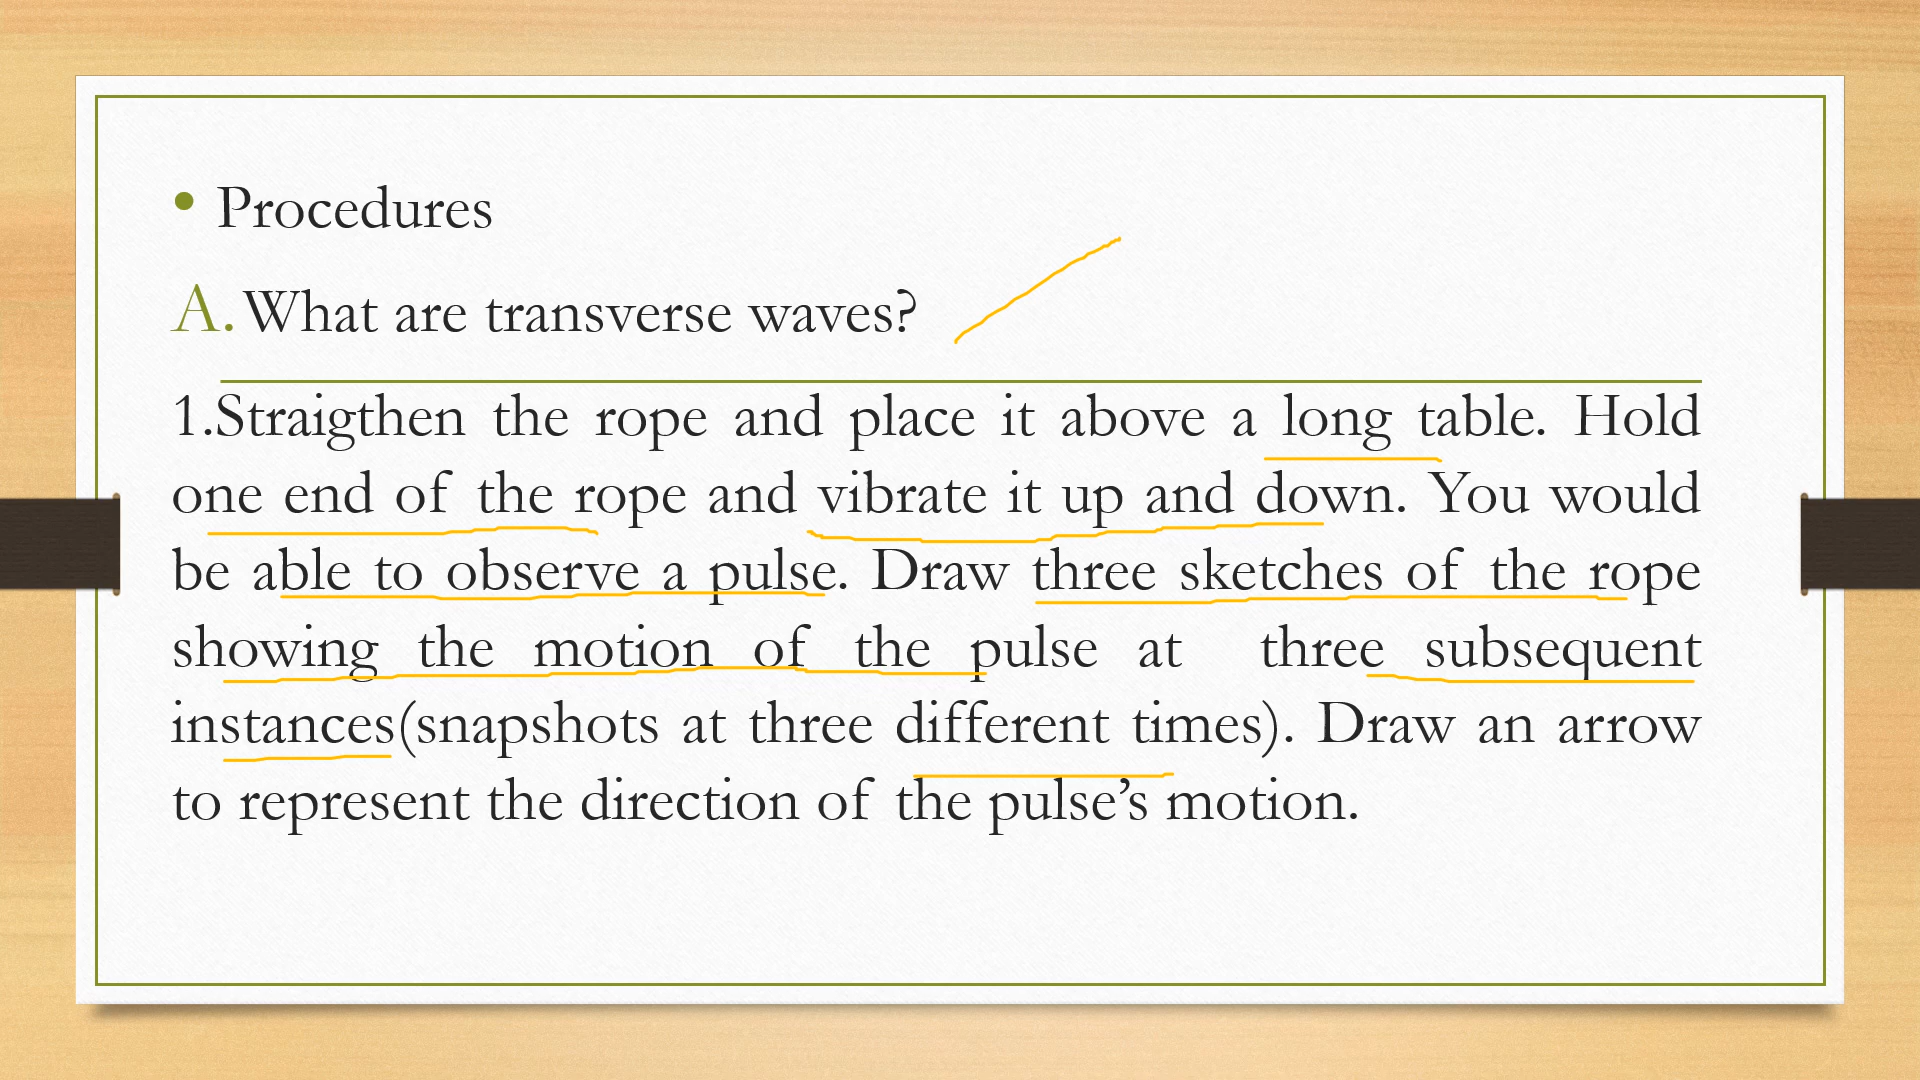 • Procedures
A. What are transverse waves?
1.Straigthen the rope and place it above a long table. Hold
one end of the rope and vibrate it up and down. You would
be able to observe a pulse. Draw three sketches of the rope
showing the motion of the pulse at three subsequent
instances(snapshots at three different times). Draw an arrow
to represent the direction of the pulse’s motion.